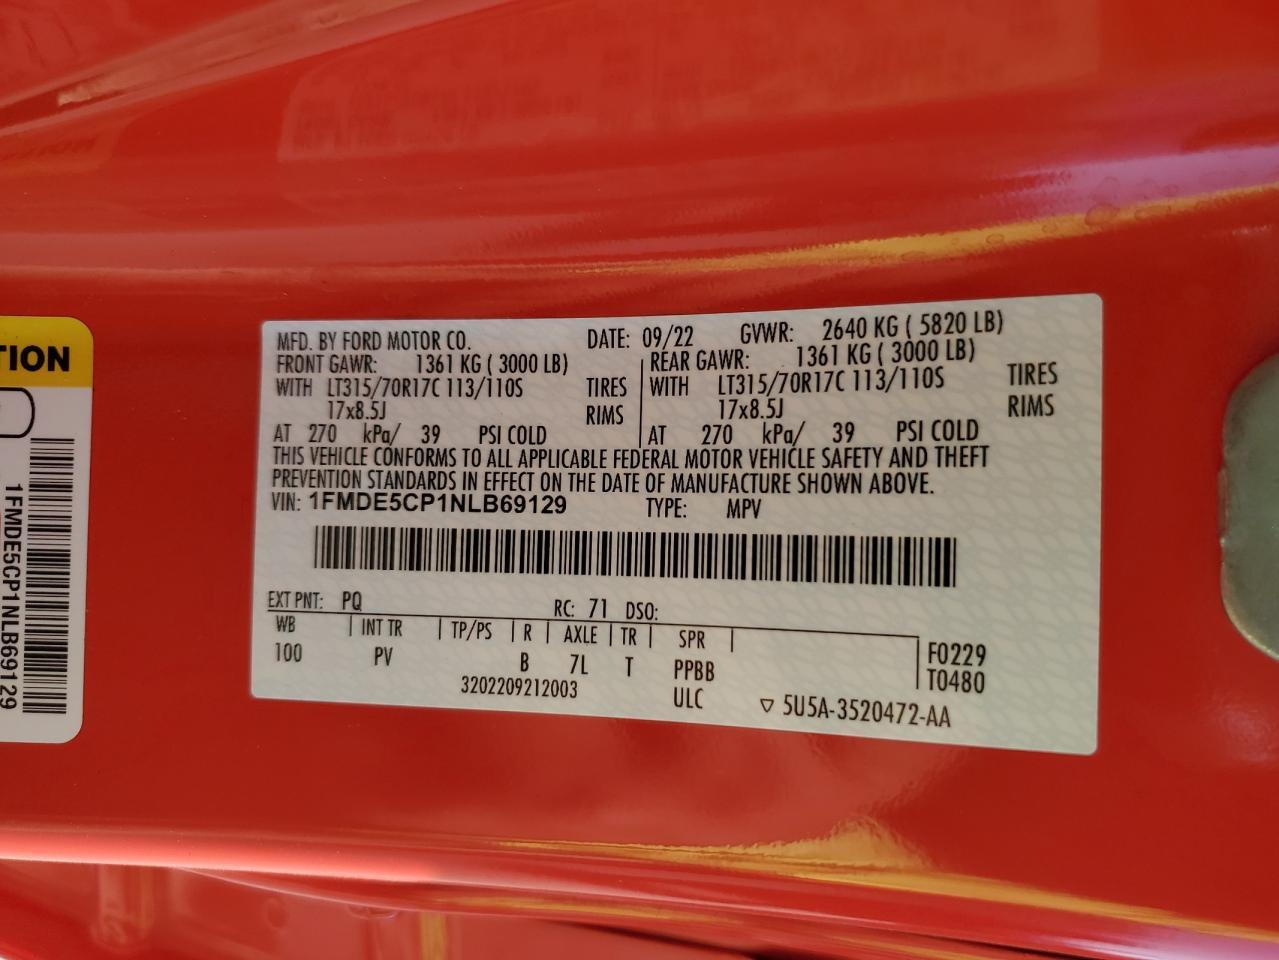 TION
1FMDE5CP1NLB69129
MFD. BY FORD MOTOR CO. DATE: 09/22 GVWR: 2640 KG ( 5820 LB)
FRONT GAWR: 1361 KG ( 3000 LB) REAR GAWR: 1361 KG ( 3000 LB)
WITH LT315/70R17C 113/110S TIRES WITH LT315/70R17C 113/110S TIRES
17x8.5J RIMS 17x8.5J RIMS
AT 270 kPa/ 39 PSI COLD AT 270 kPa/ 39 PSI COLD
THIS VEHICLE CONFORMS TO ALL APPLICABLE FEDERAL MOTOR VEHICLE SAFETY AND THEFT
PREVENTION STANDARDS IN EFFECT ON THE DATE OF MANUFACTURE SHOWN ABOVE.
VIN: 1FMDE5CP1NLB69129 TYPE: MPV
EXT PNT: PQ RC: 71 DSO:
WB INT TR TP/PS R AXLE TR SPR
100 PV B 7L T PPBB F0229
3202209212003 ULC T0480
▽ 5U5A-3520472-AA